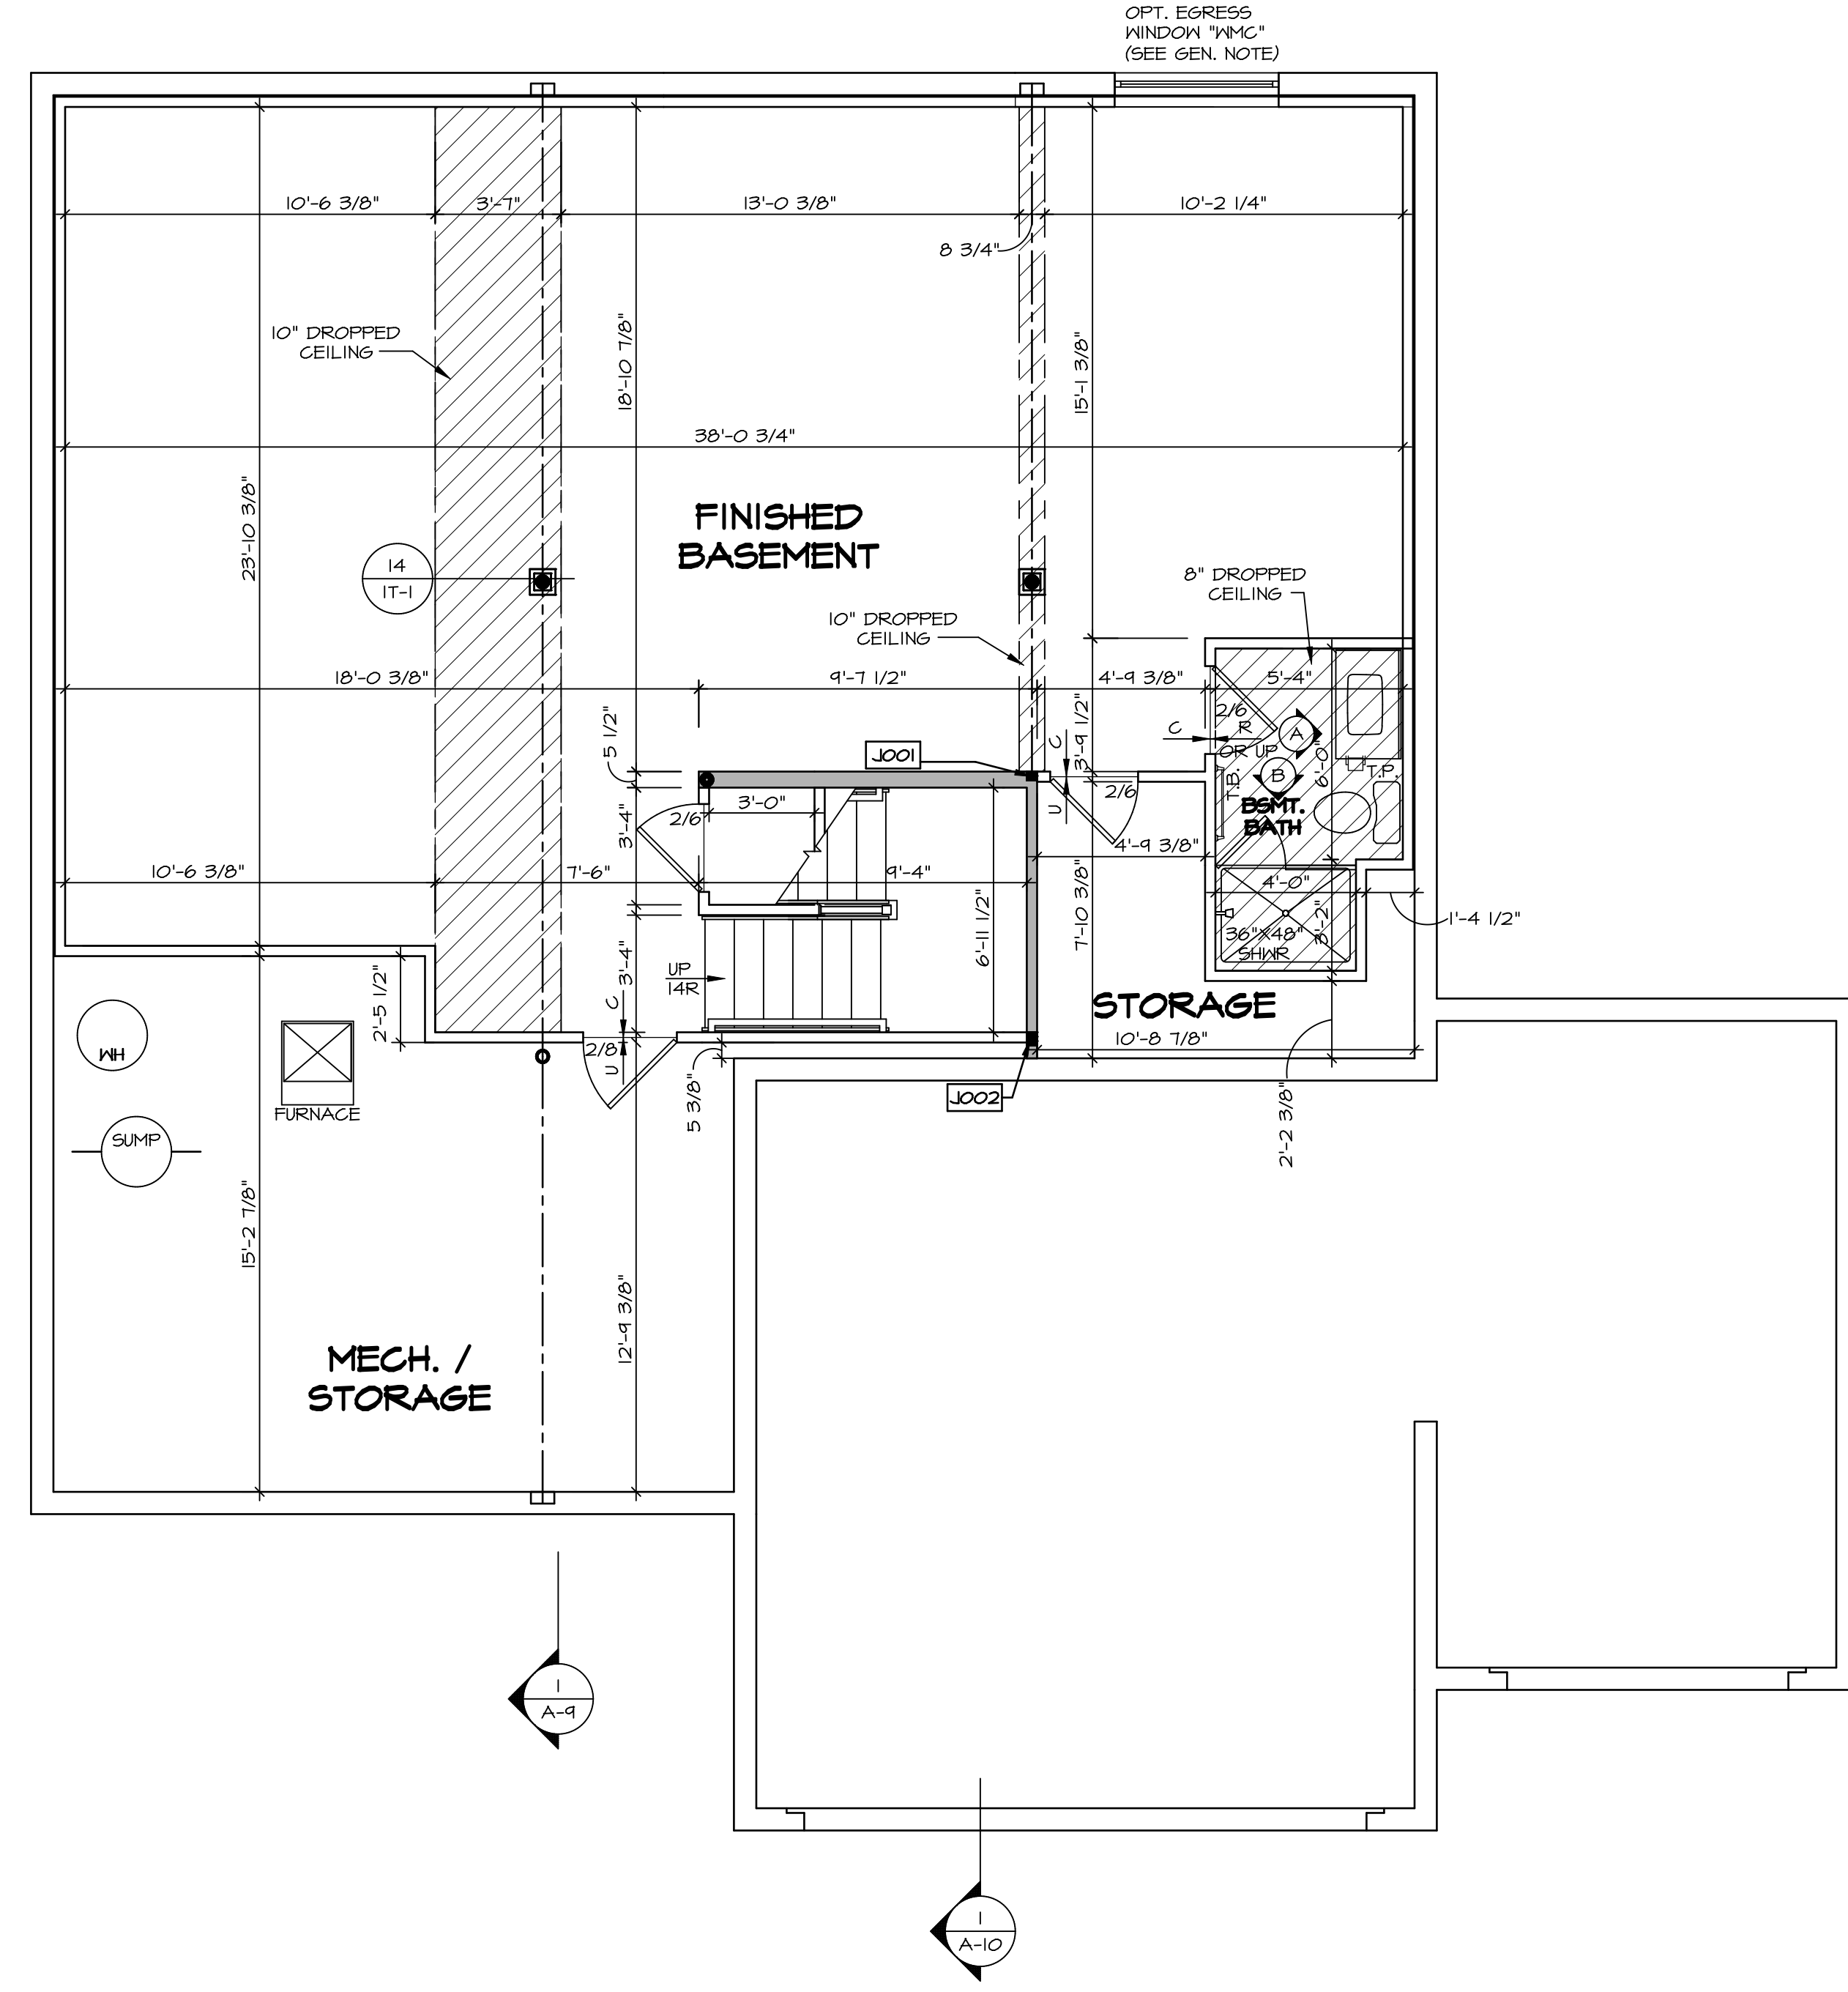 OPT. EGRESS
WINDOW "WMC"
(SEE GEN. NOTE)
10'-6 3/8"
3'-7"
13'-0 3/8"
10'-2 1/4"
8 3/4"
10" DROPPED
CEILING
18'-10 7/8"
15'-1 3/8"
38'-0 3/4"
23'-10 3/8"
FINISHED
BASEMENT
14
IT-1
8" DROPPED
CEILING
10" DROPPED
CEILING
18'-0 3/8"
9'-7 1/2"
4'-9 3/8"
5'-4"
5 1/2"
3'-9 1/2"
2/6
C
R
A
OR UP
6'-0"
J001
C
U
2/6
T.B.
B
T.P.
BSMT.
BATH
3'-0"
2/6
3'-4"
4'-9 3/8"
10'-6 3/8"
7'-6"
9'-4"
4'-0"
1'-4 1/2"
6'-11 1/2"
7'-10 3/8"
36"X48"
SHWR
3'-2"
UP
14R
3'-4"
2'-5 1/2"
C
U
2/8
STORAGE
10'-8 7/8"
WH
FURNACE
SUMP
5 3/8"
J002
2'-2 3/8"
15'-2 7/8"
12'-9 3/8"
MECH. /
STORAGE
1
A-9
1
A-10